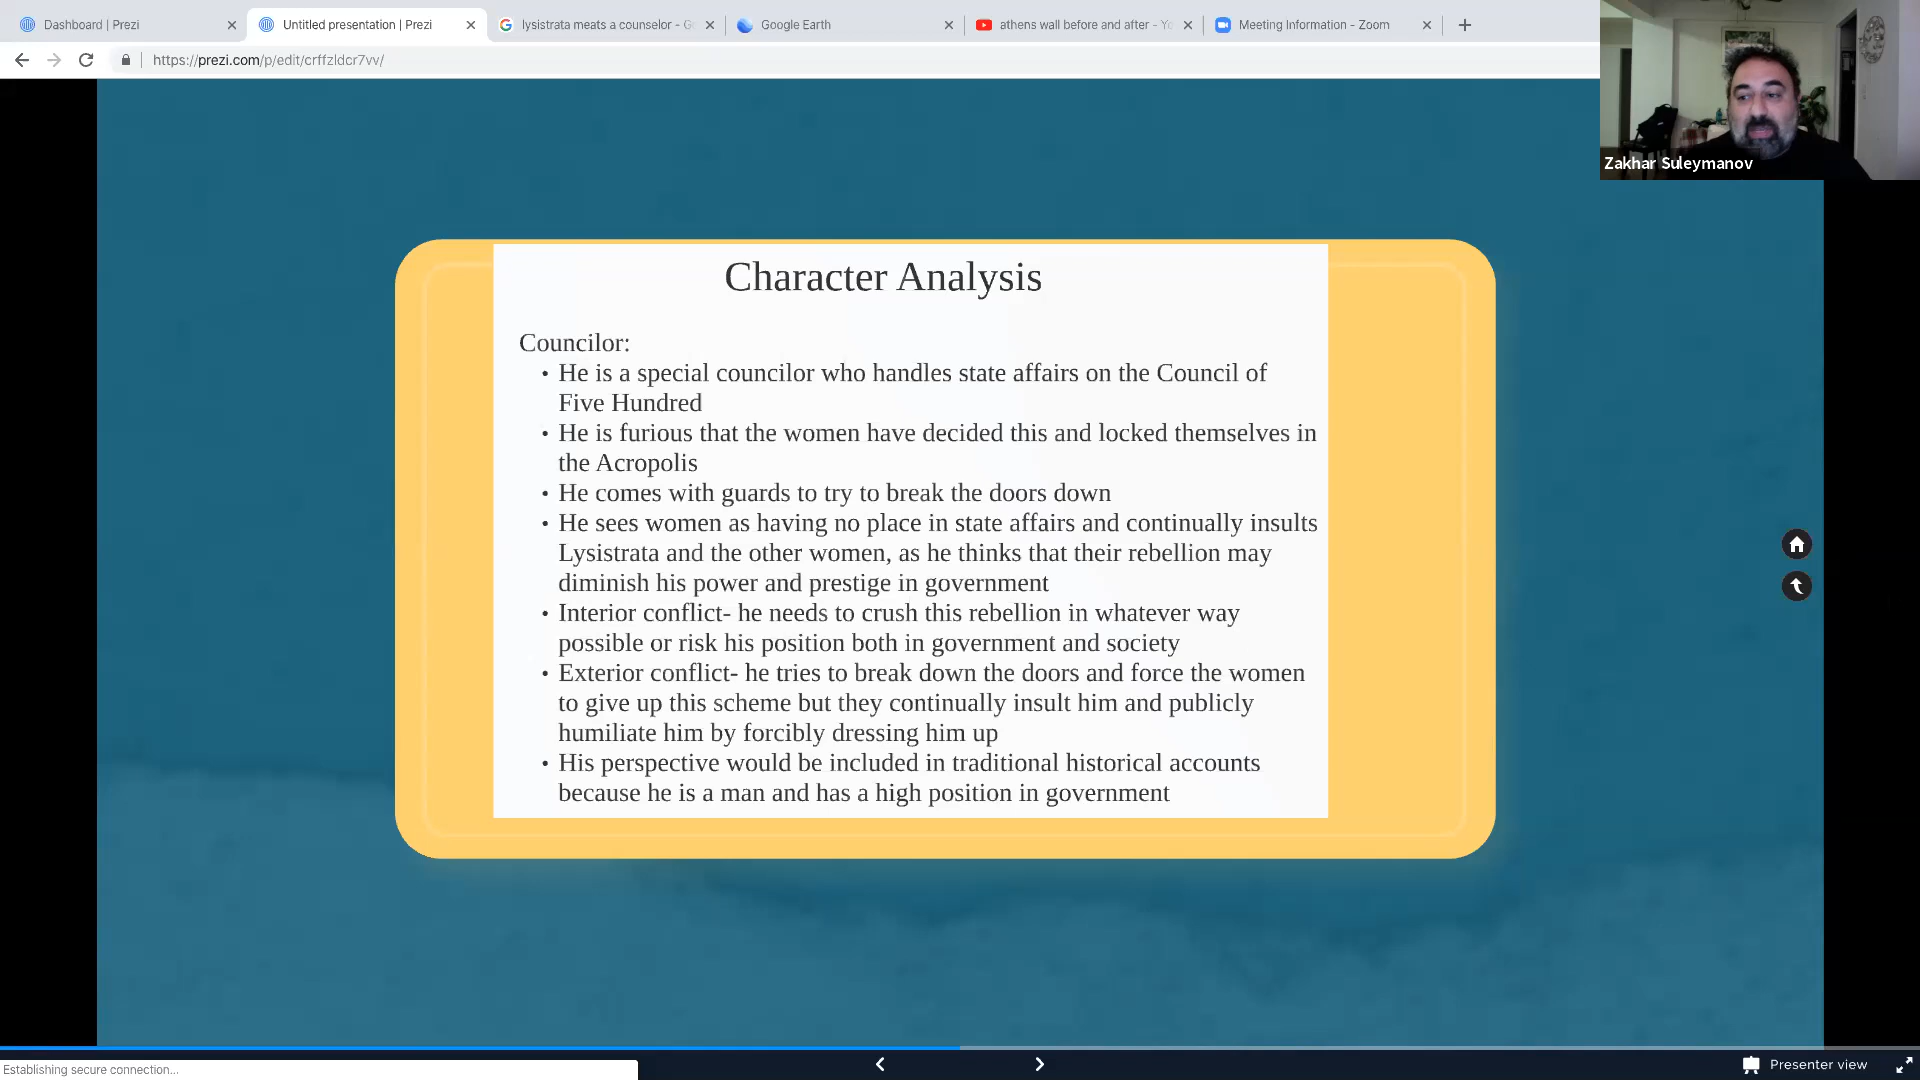 Dashboard | Prezi
Untitled presentation | Prezi
lysistrata meats a counselor - G
Google Earth
athens wall before and after - Yo
Meeting Information - Zoom
https://prezi.com/p/edit/crffzldcr7vv/
Zakhar Suleymanov
Character Analysis
Councilor:
• He is a special councilor who handles state affairs on the Council of
Five Hundred
• He is furious that the women have decided this and locked themselves in
the Acropolis
• He comes with guards to try to break the doors down
• He sees women as having no place in state affairs and continually insults
Lysistrata and the other women, as he thinks that their rebellion may
diminish his power and prestige in government
• Interior conflict- he needs to crush this rebellion in whatever way
possible or risk his position both in government and society
• Exterior conflict- he tries to break down the doors and force the women
to give up this scheme but they continually insult him and publicly
humiliate him by forcibly dressing him up
• His perspective would be included in traditional historical accounts
because he is a man and has a high position in government
Establishing secure connection...
Presenter view